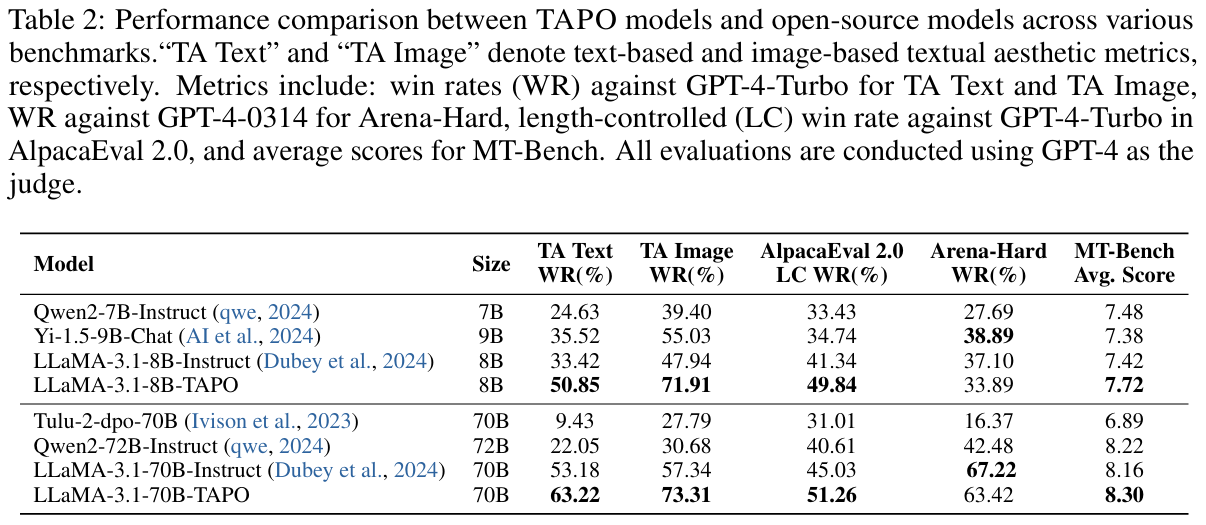 Table 2: Performance comparison between TAPO models and open-source models across various
benchmarks.“TA Text” and “TA Image” denote text-based and image-based textual aesthetic metrics,
respectively. Metrics include: win rates (WR) against GPT-4-Turbo for TA Text and TA Image,
WR against GPT-4-0314 for Arena-Hard, length-controlled (LC) win rate against GPT-4-Turbo in
AlpacaEval 2.0, and average scores for MT-Bench. All evaluations are conducted using GPT-4 as the
judge.
Model Size TA Text WR(%) TA Image WR(%) AlpacaEval 2.0 LC WR(%) Arena-Hard WR(%) MT-Bench Avg. Score
Qwen2-7B-Instruct (qwe, 2024) 7B 24.63 39.40 33.43 27.69 7.48
Yi-1.5-9B-Chat (AI et al., 2024) 9B 35.52 55.03 34.74 38.89 7.38
LLaMA-3.1-8B-Instruct (Dubey et al., 2024) 8B 33.42 47.94 41.34 37.10 7.42
LLaMA-3.1-8B-TAPO 8B 50.85 71.91 49.84 33.89 7.72
Tulu-2-dpo-70B (Ivison et al., 2023) 70B 9.43 27.79 31.01 16.37 6.89
Qwen2-72B-Instruct (qwe, 2024) 72B 22.05 30.68 40.61 42.48 8.22
LLaMA-3.1-70B-Instruct (Dubey et al., 2024) 70B 53.18 57.34 45.03 67.22 8.16
LLaMA-3.1-70B-TAPO 70B 63.22 73.31 51.26 63.42 8.30